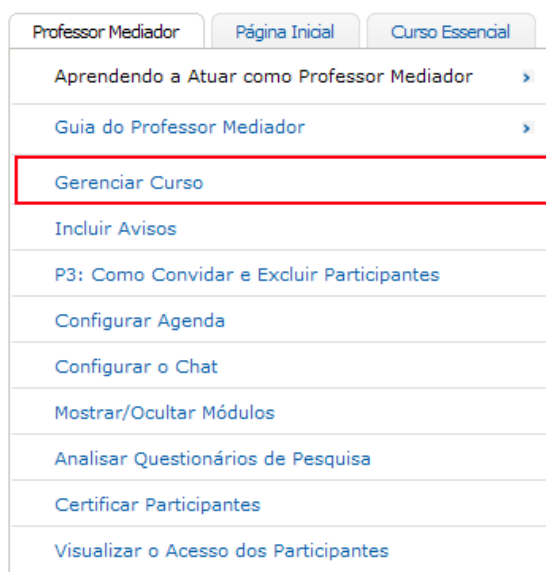 Professor Mediador Página Inicial Curso Essencial
Aprendendo a Atuar como Professor Mediador
Guia do Professor Mediador
Gerenciar Curso
Incluir Avisos
P3: Como Convidar e Excluir Participantes
Configurar Agenda
Configurar o Chat
Mostrar/Ocultar Módulos
Analisar Questionários de Pesquisa
Certificar Participantes
Visualizar o Acesso dos Participantes